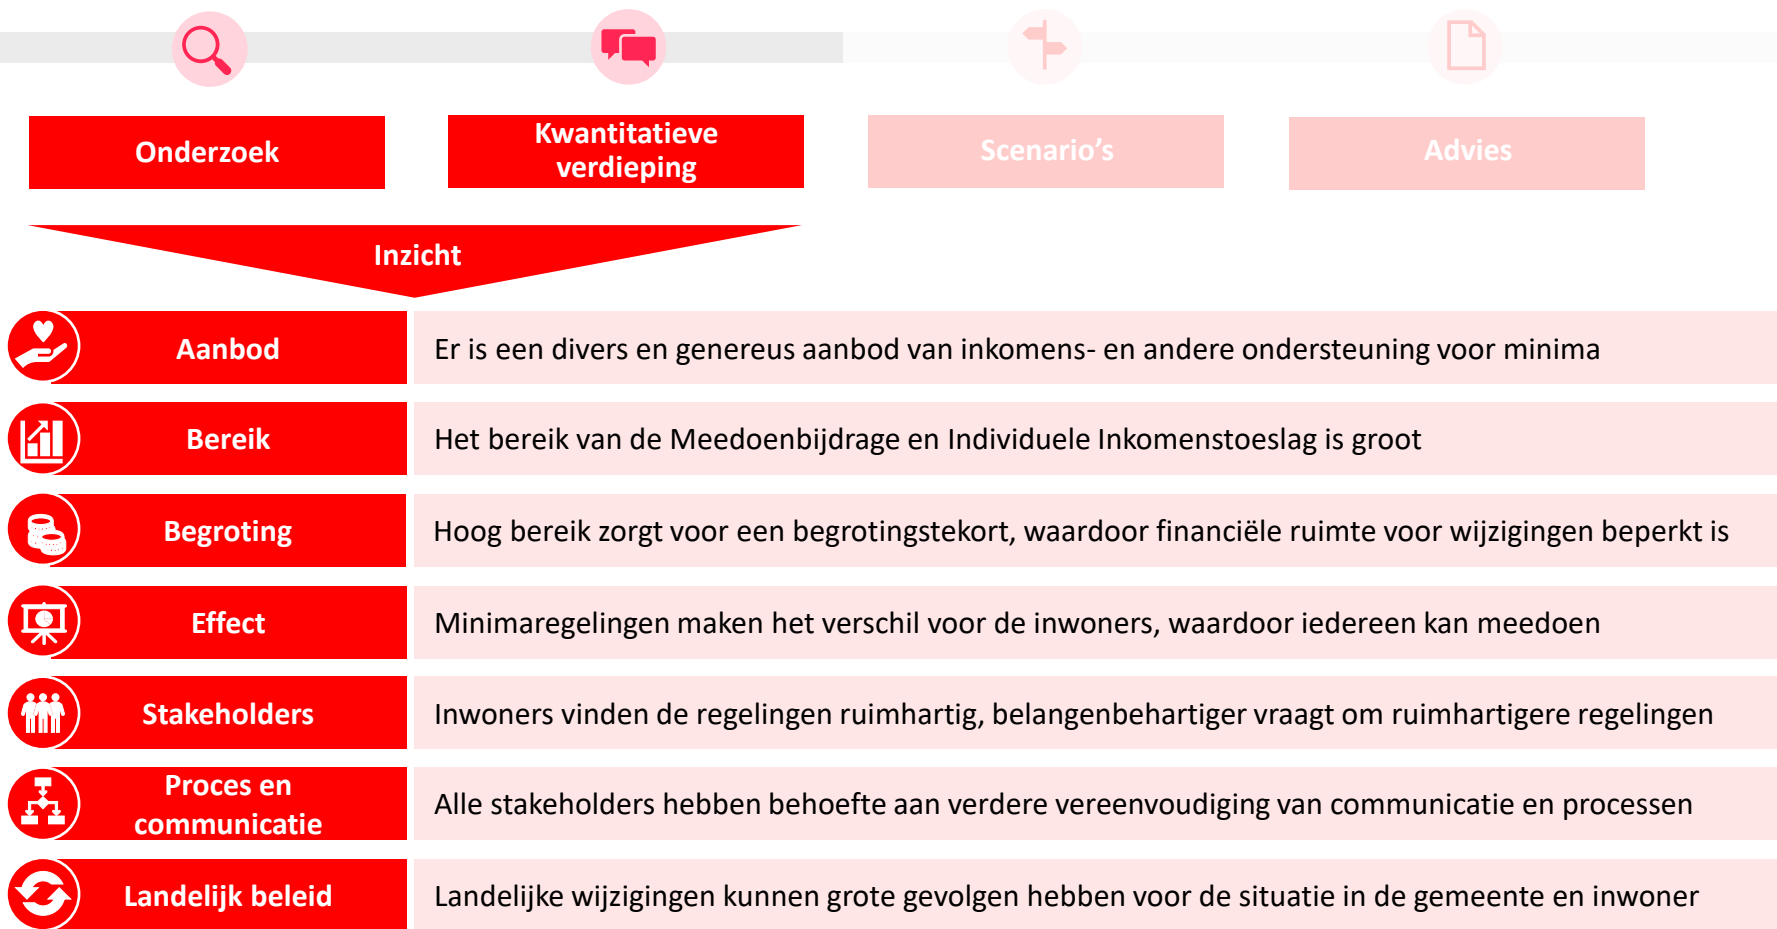 Onderzoek
Kwantitatieve
verdieping
Scenario's
Advies
Inzicht
Aanbod
Er is een divers en genereus aanbod van inkomens- en andere ondersteuning voor minima
Bereik
Het bereik van de Meedoenbijdrage en Individuele Inkomenstoeslag is groot
Begroting
Hoog bereik zorgt voor een begrotingstekort, waardoor financiële ruimte voor wijzigingen beperkt is
Effect
Minimaregelingen maken het verschil voor de inwoners, waardoor iedereen kan meedoen
Stakeholders
Inwoners vinden de regelingen ruimhartig, belangenbehartiger vraagt om ruimhartigere regelingen
Proces en
communicatie
Alle stakeholders hebben behoefte aan verdere vereenvoudiging van communicatie en processen
Landelijk beleid
Landelijke wijzigingen kunnen grote gevolgen hebben voor de situatie in de gemeente en inwoner